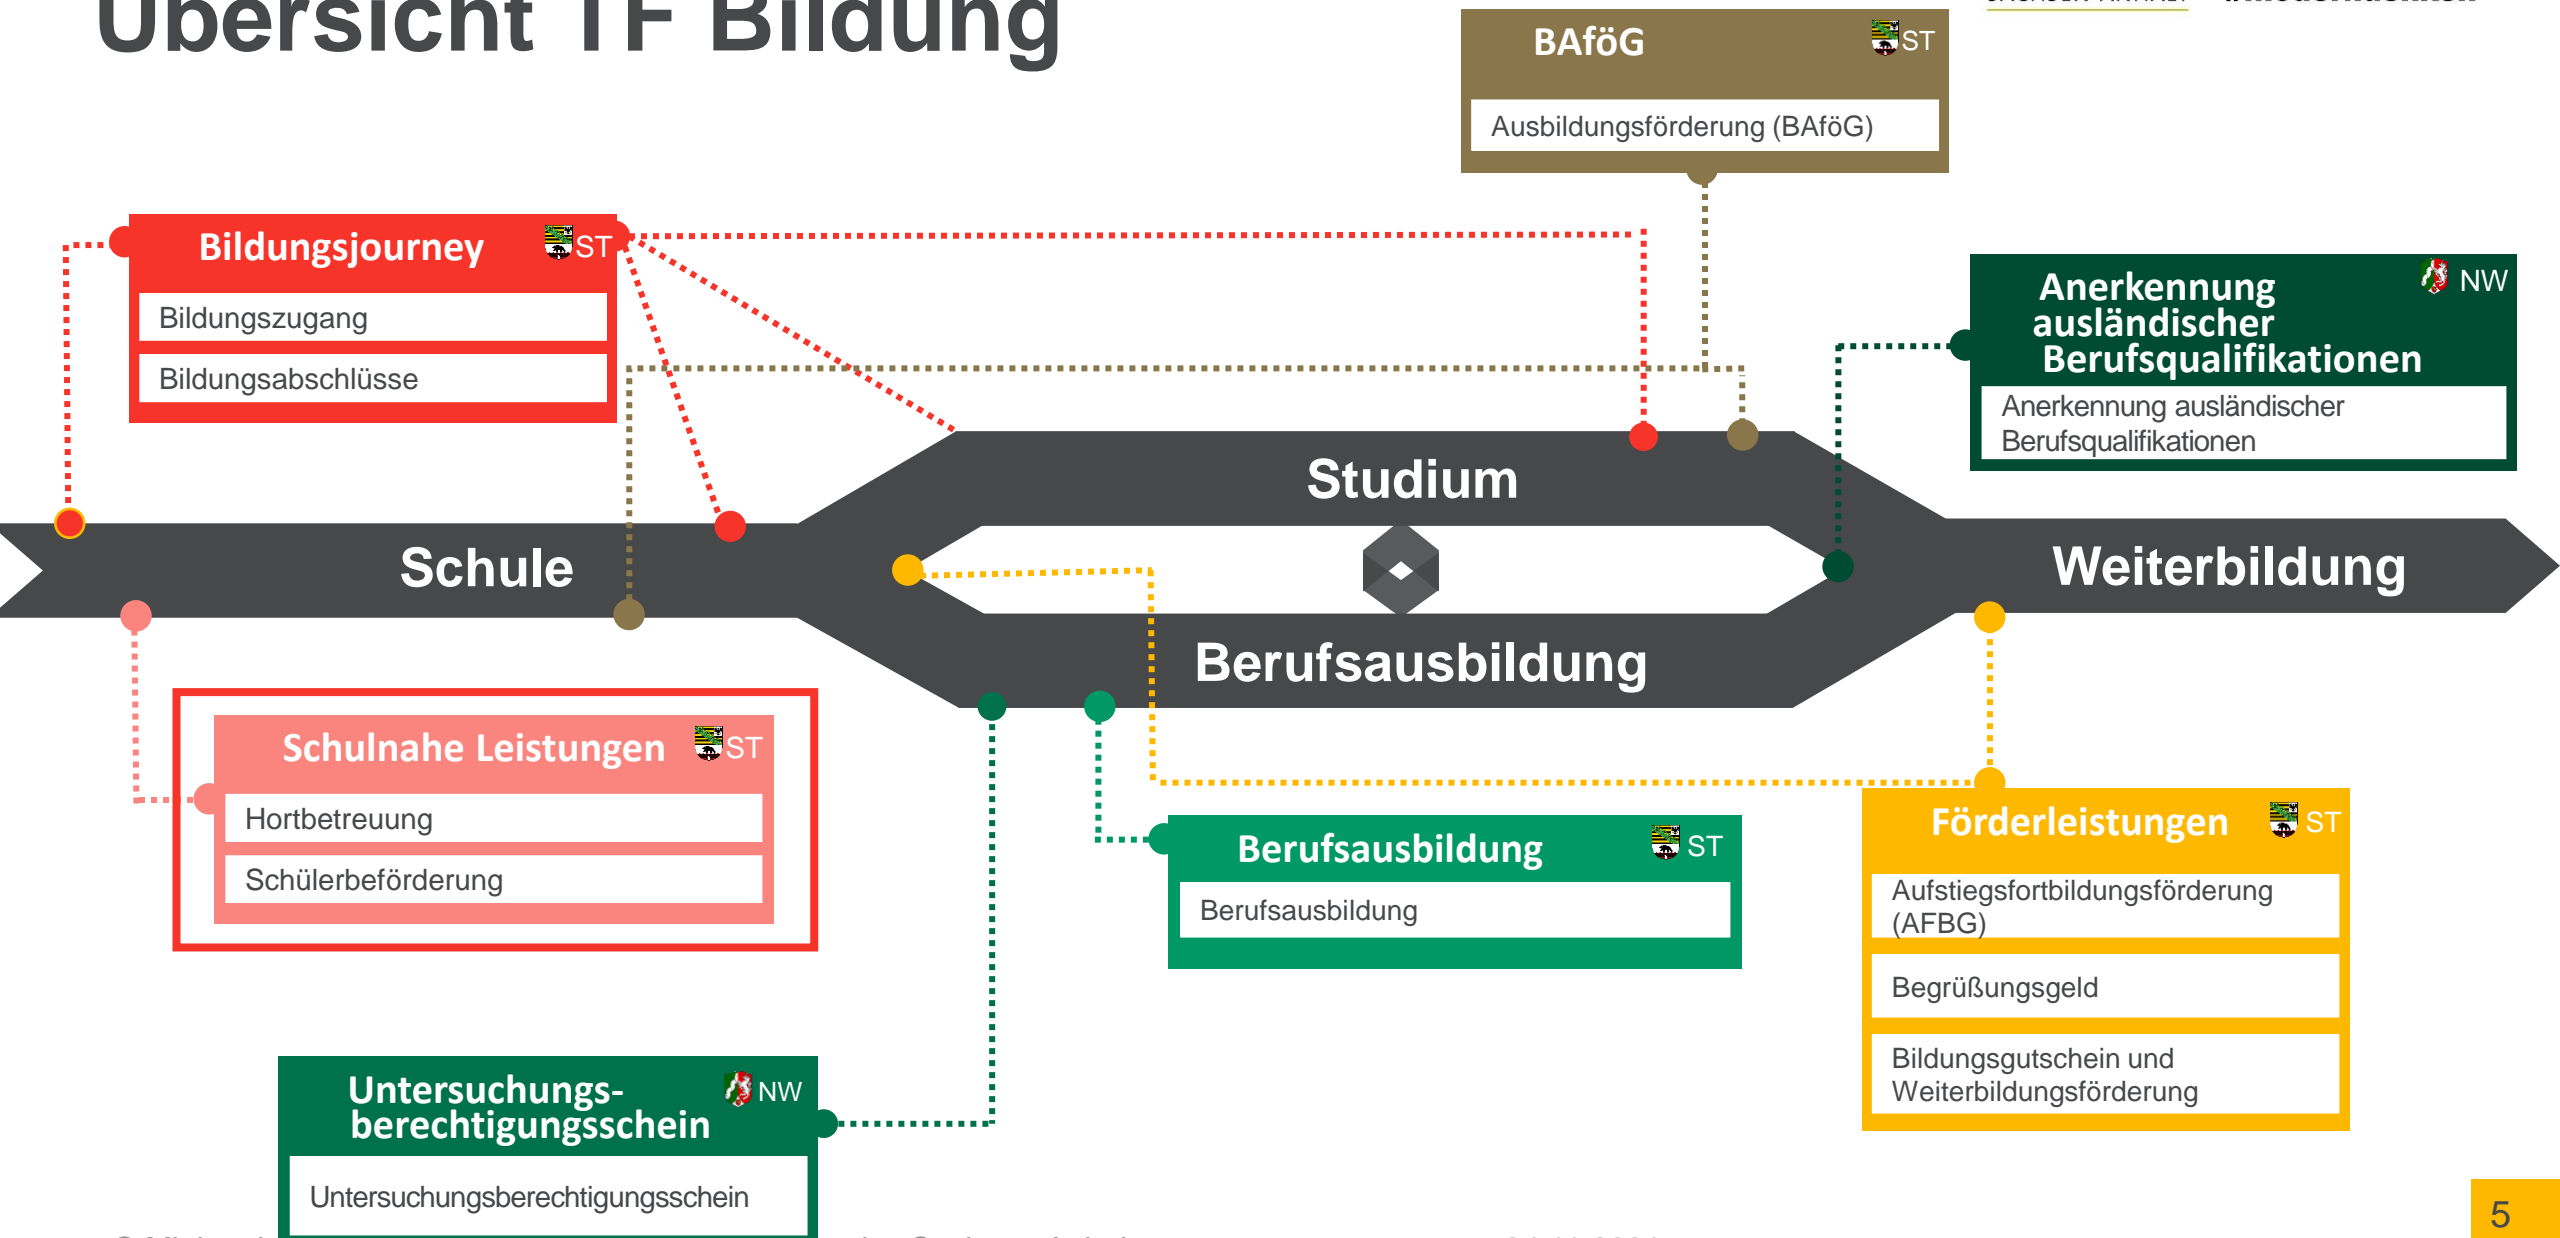 Übersicht TF Bildung
BAföG
ST
Ausbildungsförderung (BAföG)
Bildungsjourney
ST
Bildungszugang
Bildungsabschlüsse
Anerkennung
ausländischer
Berufsqualifikationen
NW
Anerkennung ausländischer
Berufsqualifikationen
Studium
Schule
Weiterbildung
Berufsausbildung
Schulnahe Leistungen
ST
Hortbetreuung
Schülerbeförderung
Berufsausbildung
ST
Berufsausbildung
Förderleistungen
ST
Aufstiegsfortbildungsförderung
(AFBG)
Begrüßungsgeld
Bildungsgutschein und
Weiterbildungsförderung
Untersuchungs-
berechtigungsschein
NW
Untersuchungsberechtigungsschein
5